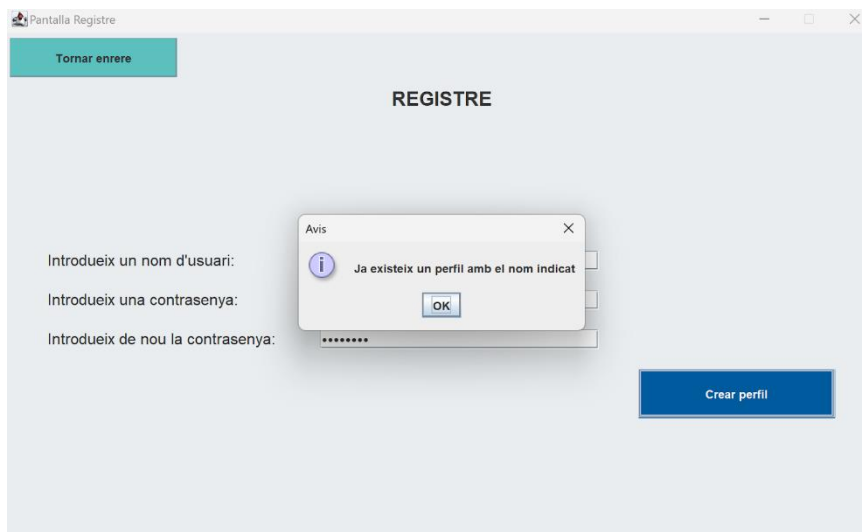 Pantalla Registre
Tornar enrere
REGISTRE
Avis
Introdueix un nom d'usuari:
Ja existeix un perfil amb el nom indicat
Introdueix una contrasenya:
OK
Introdueix de nou la contrasenya:
••••••••
Crear perfil